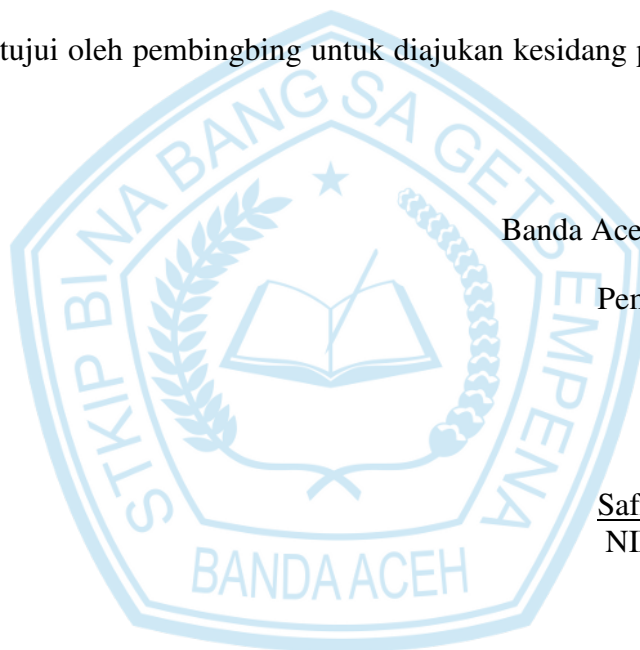 tujui oleh pembingbing untuk diajukan kesidang p
Banda Ace
Pen
Saf
NI
STKIP BINA BANGSA GETSEMPENA
BANDA ACEH